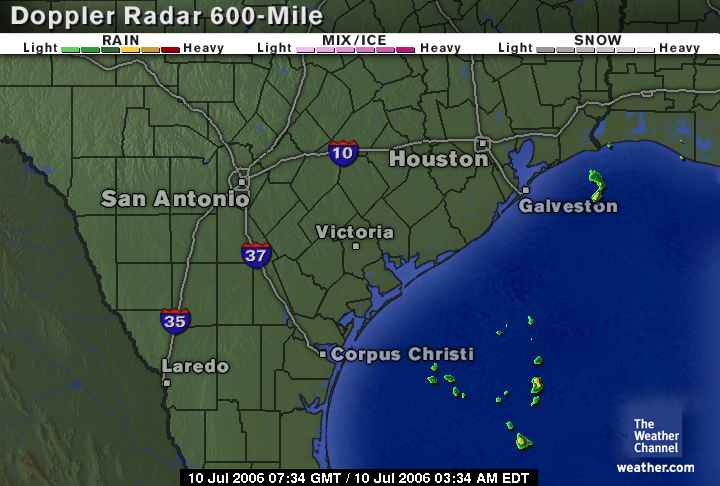 Doppler Radar 600-Mile
RAIN MIX/ICE SNOW
Light Heavy Light Heavy Light Heavy
10
Houston
San Antonio
Galveston
Victoria
37
35
Corpus Christi
Laredo
The
Weather
Channel
weather.com
10 Jul 2006 07:34 GMT / 10 Jul 2006 03:34 AM EDT